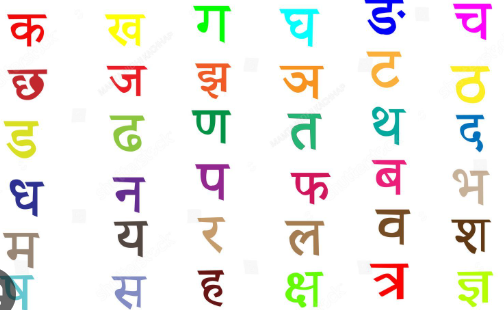 क ख ग घ ङ च
छ ज झ ञ ट ठ
ड ढ ण त थ द
ध न प फ ब भ
म य र ल व श
ष स ह क्ष त्र ज्ञ